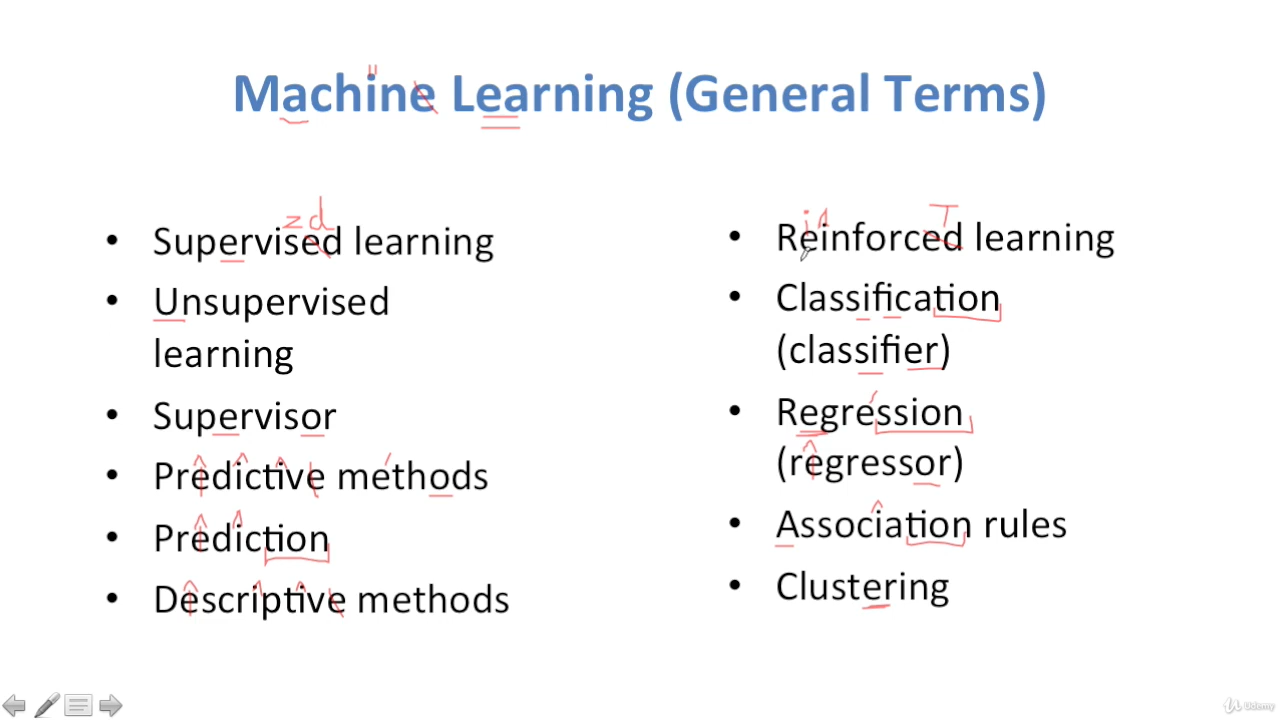 Machine Learning (General Terms)
• Supervised learning
• Unsupervised
learning
• Supervisor
• Predictive methods
• Prediction
• Descriptive methods
• Reinforced learning
• Classification
(classifier)
• Regression
(regressor)
• Association rules
• Clustering
z d
T
Udemy